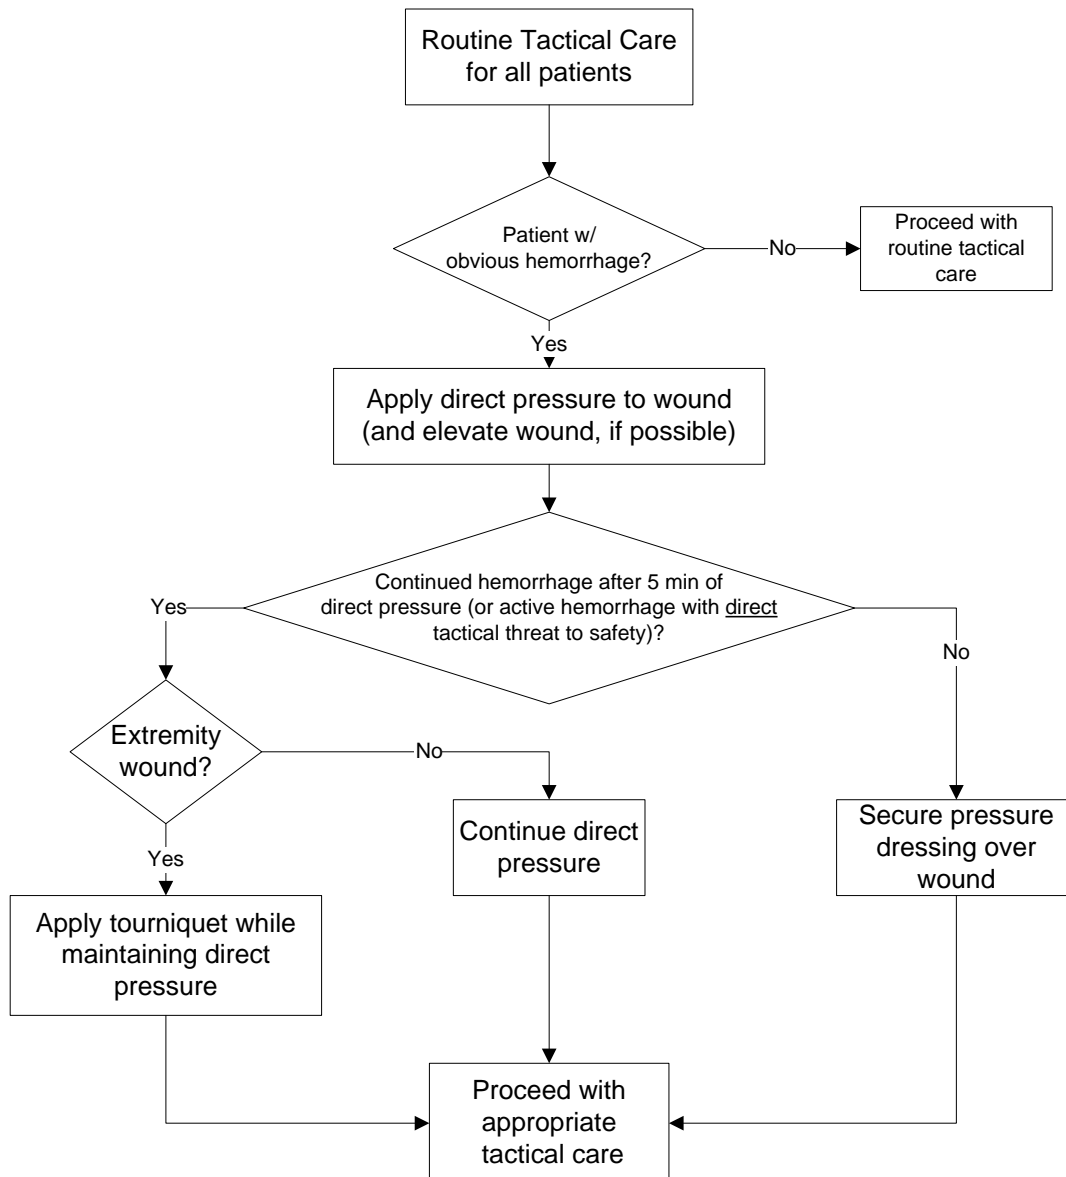 Routine Tactical Care
for all patients
Patient w/
obvious hemorrhage?
No
Proceed with
routine tactical
care
Yes
Apply direct pressure to wound
(and elevate wound, if possible)
Continued hemorrhage after 5 min of
direct pressure (or active hemorrhage with direct
tactical threat to safety)?
Yes
No
Extremity
wound?
No
Yes
Continue direct
pressure
Secure pressure
dressing over
wound
Apply tourniquet while
maintaining direct
pressure
Proceed with
appropriate
tactical care